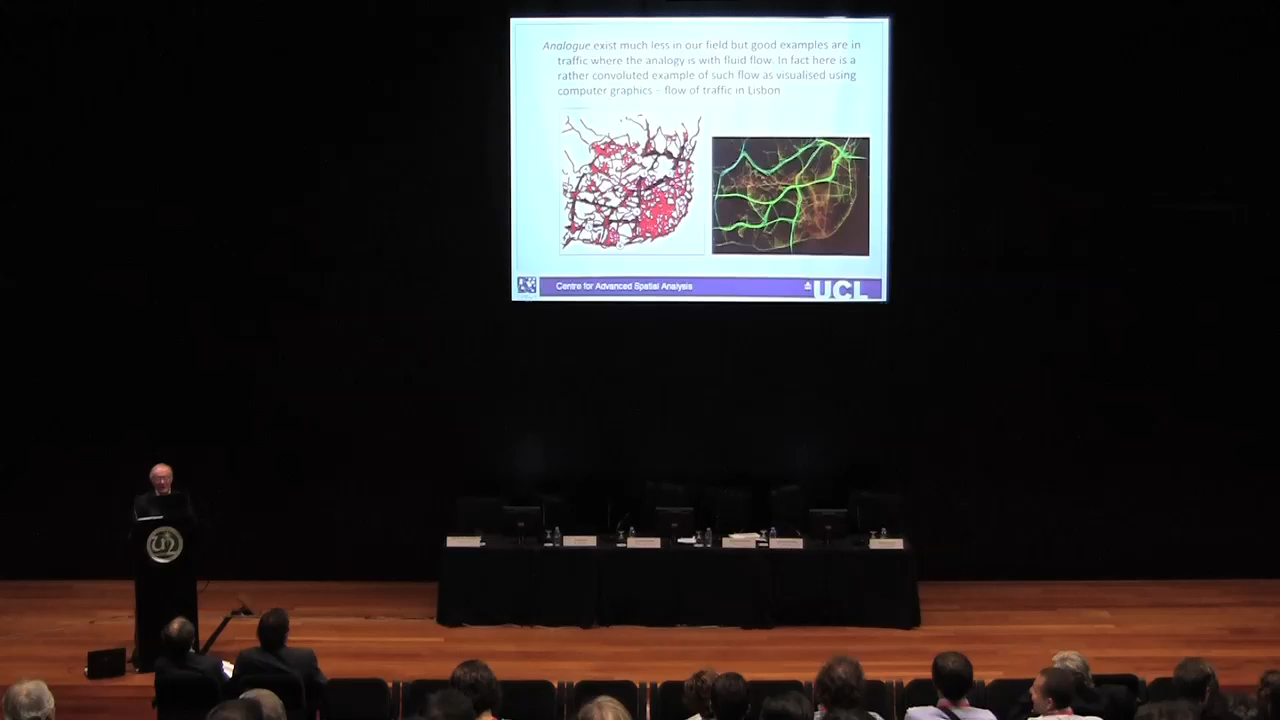 Analogue exist much less in our field but good examples are in
traffic where the analogy is with fluid flow. In fact here is a
rather convoluted example of such flow as visualised using
computer graphics – flow of traffic in Lisbon
Centre for Advanced Spatial Analysis
UCL